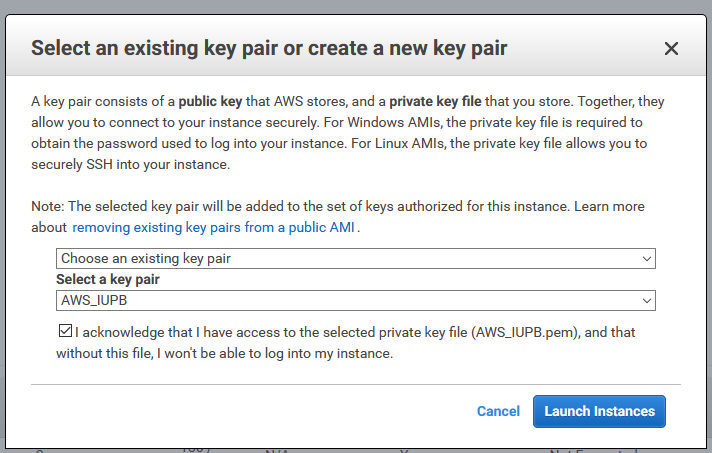 Select an existing key pair or create a new key pair
A key pair consists of a public key that AWS stores, and a private key file that you store. Together, they
allow you to connect to your instance securely. For Windows AMIs, the private key file is required to
obtain the password used to log into your instance. For Linux AMIs, the private key file allows you to
securely SSH into your instance.
Note: The selected key pair will be added to the set of keys authorized for this instance. Learn more
about removing existing key pairs from a public AMI .
Choose an existing key pair
Select a key pair
AWS_IUPB
I acknowledge that I have access to the selected private key file (AWS_IUPB.pem), and that
without this file, I won't be able to log into my instance.
Cancel Launch Instances